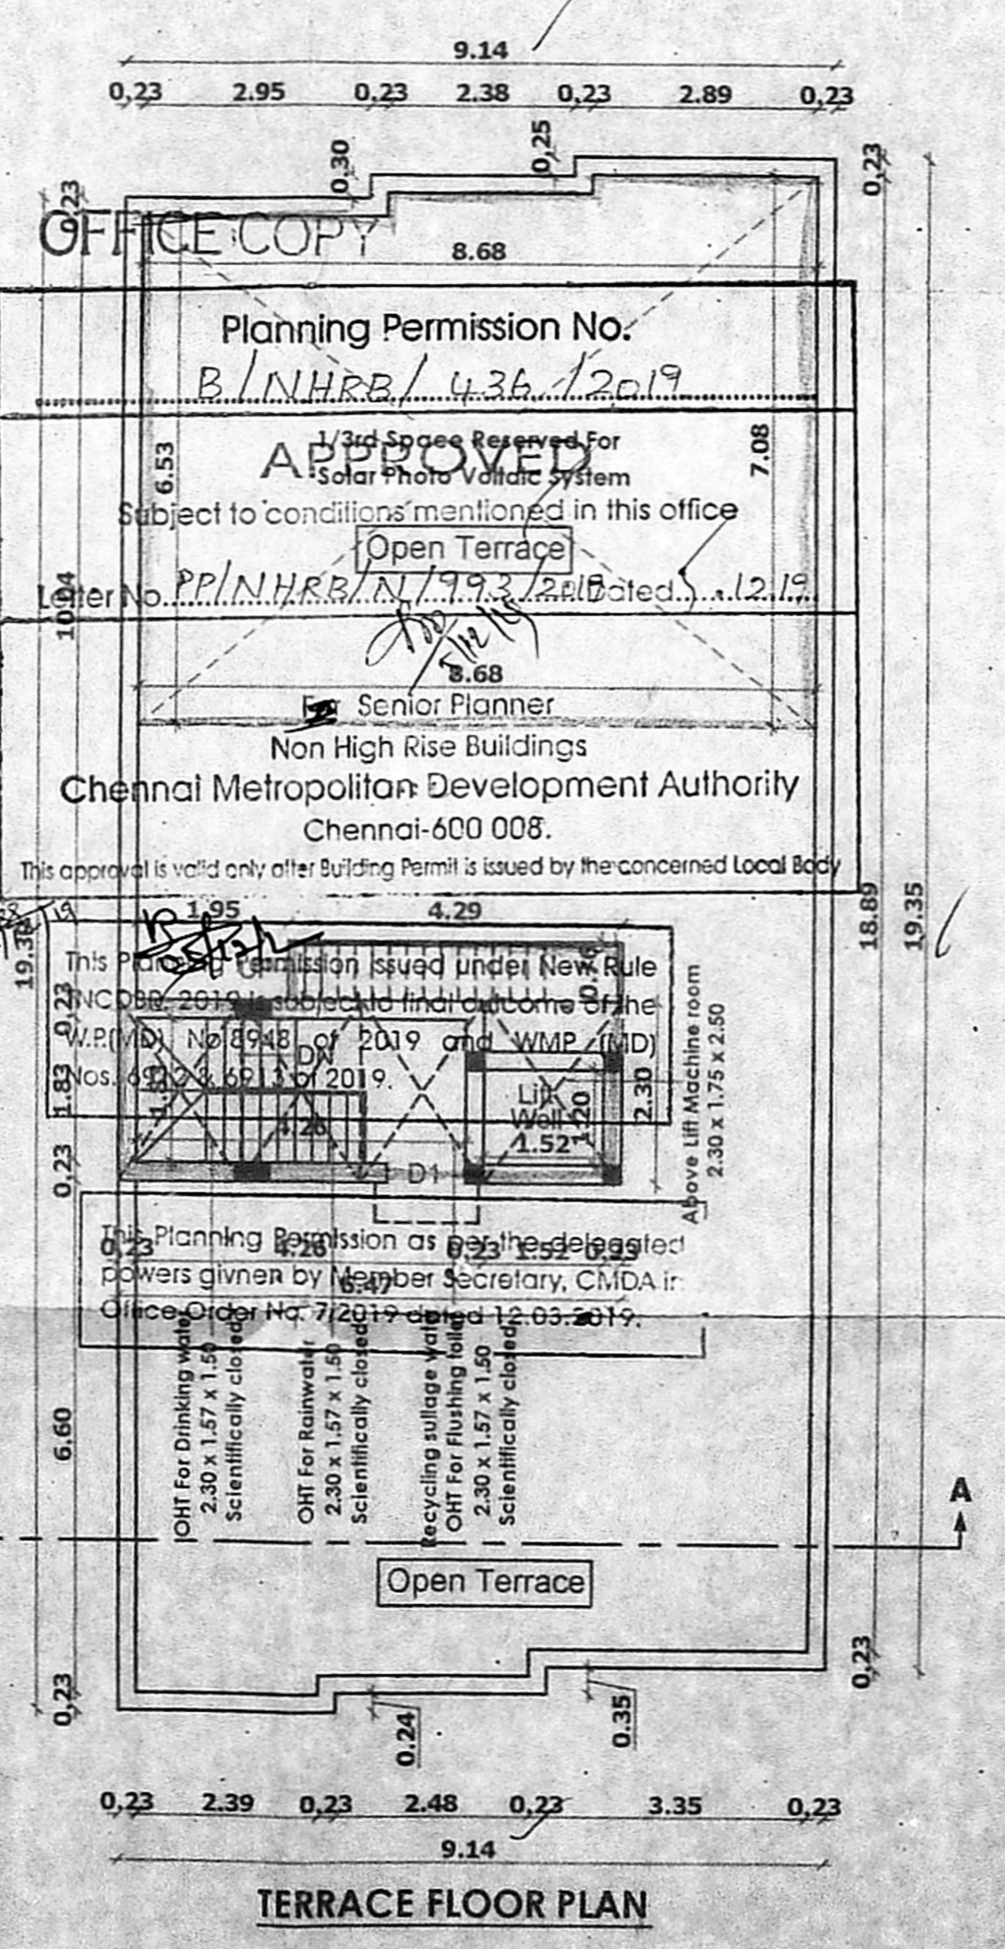 9.14
0,23 2.95 0,23 2.38 0,23 2.89 0,23
0,30
0,25
0,23
0,23
OFFICE COPY
8.68
Planning Permission No.
B/NHRB/ 436 /2019
1/3rd Space Reserved For
APPROVED
Solar Photo Voltaic System
6.53
7.08
Subject to conditions mentioned in this office
Open Terrace
Letter No. PP/NHRB/N/993/2019 Dated .12.19
10.04
5/12/19
8.68
For Senior Planner
Non High Rise Buildings
Chennai Metropolitan Development Authority
Chennai-600 008.
This approval is valid only after Building Permit is issued by the concerned Local Body
1.95 4.29
18.89
19.35
This Planning Permission issued under New Rule
TNCDBR. 2019 is subject to final outcome of the
W.P.(MD) No 8948 of 2019 and WMP (MD)
Nos. 6912 & 6913 of 2019.
0,23
1.83
0,23
DN
Lift
Well
1.52
1.20
2.30
4.26
D1
Above Lift Machine room
2.30 x 1.75 x 2.50
This Planning Permission as per the delegated
0,23 4.26 0,23 1.52 0,23
powers givnen by Member Secretary, CMDA in
6.47
Office Order No. 7/2019 dated 12.03.2019.
OHT For Drinking water
2.30 x 1.57 x 1.50
Scientifically closed
OHT For Rainwater
2.30 x 1.57 x 1.50
Scientifically closed
Recycling sullage water
OHT For Flushing toilet
2.30 x 1.57 x 1.50
Scientifically closed
6.60
A
Open Terrace
0,23
0,23
0.24
0.35
0,23 2.39 0,23 2.48 0,23 3.35 0,23
9.14
TERRACE FLOOR PLAN